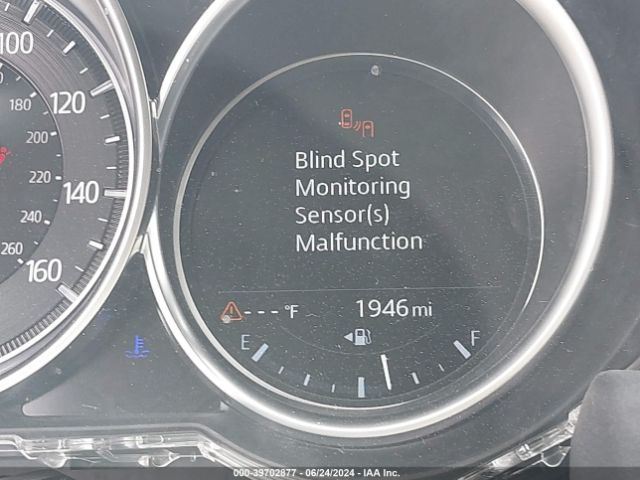 100
120
140
160
180
200
220
240
260
Blind Spot
Monitoring
Sensor(s)
Malfunction
--- °F
1946 mi
E
F
000-39702877 - 06/24/2024 - IAA Inc.